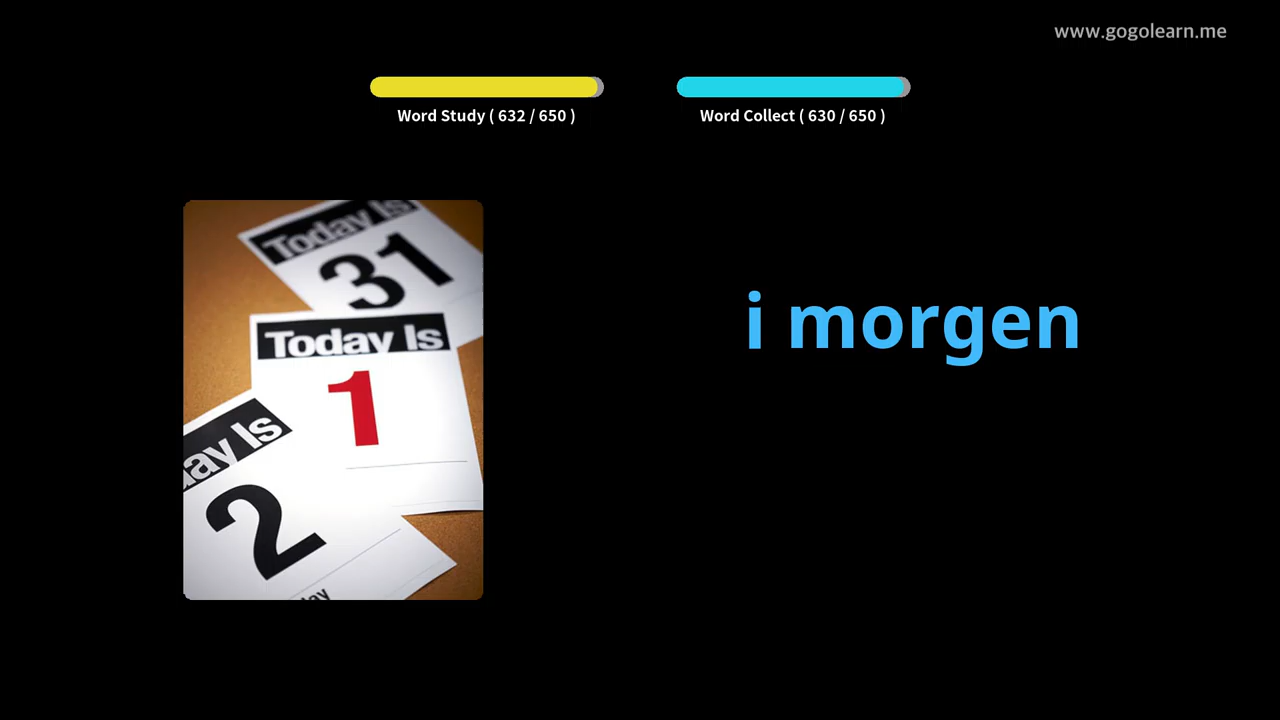 www.gogolearn.me
Word Study ( 632 / 650 )
Word Collect ( 630 / 650 )
Today Is
31
Today Is
1
ay Is
2
i morgen